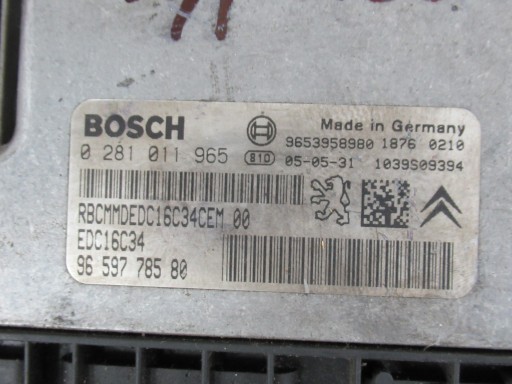 BOSCH
Made in Germany
9653958980 1876 0210
0 281 011 965 810 05-05-31 1039S09394
RBCMMDEDC16C34CEM 00
EDC16C34
96 597 785 80